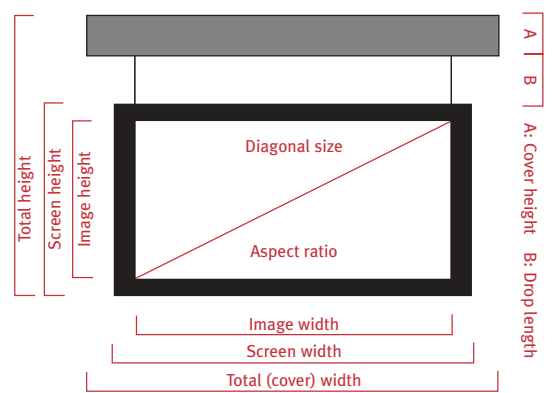 A
B
Diagonal size
Aspect ratio
Total height
Screen height
Image height
A: Cover height B: Drop length
Image width
Screen width
Total (cover) width